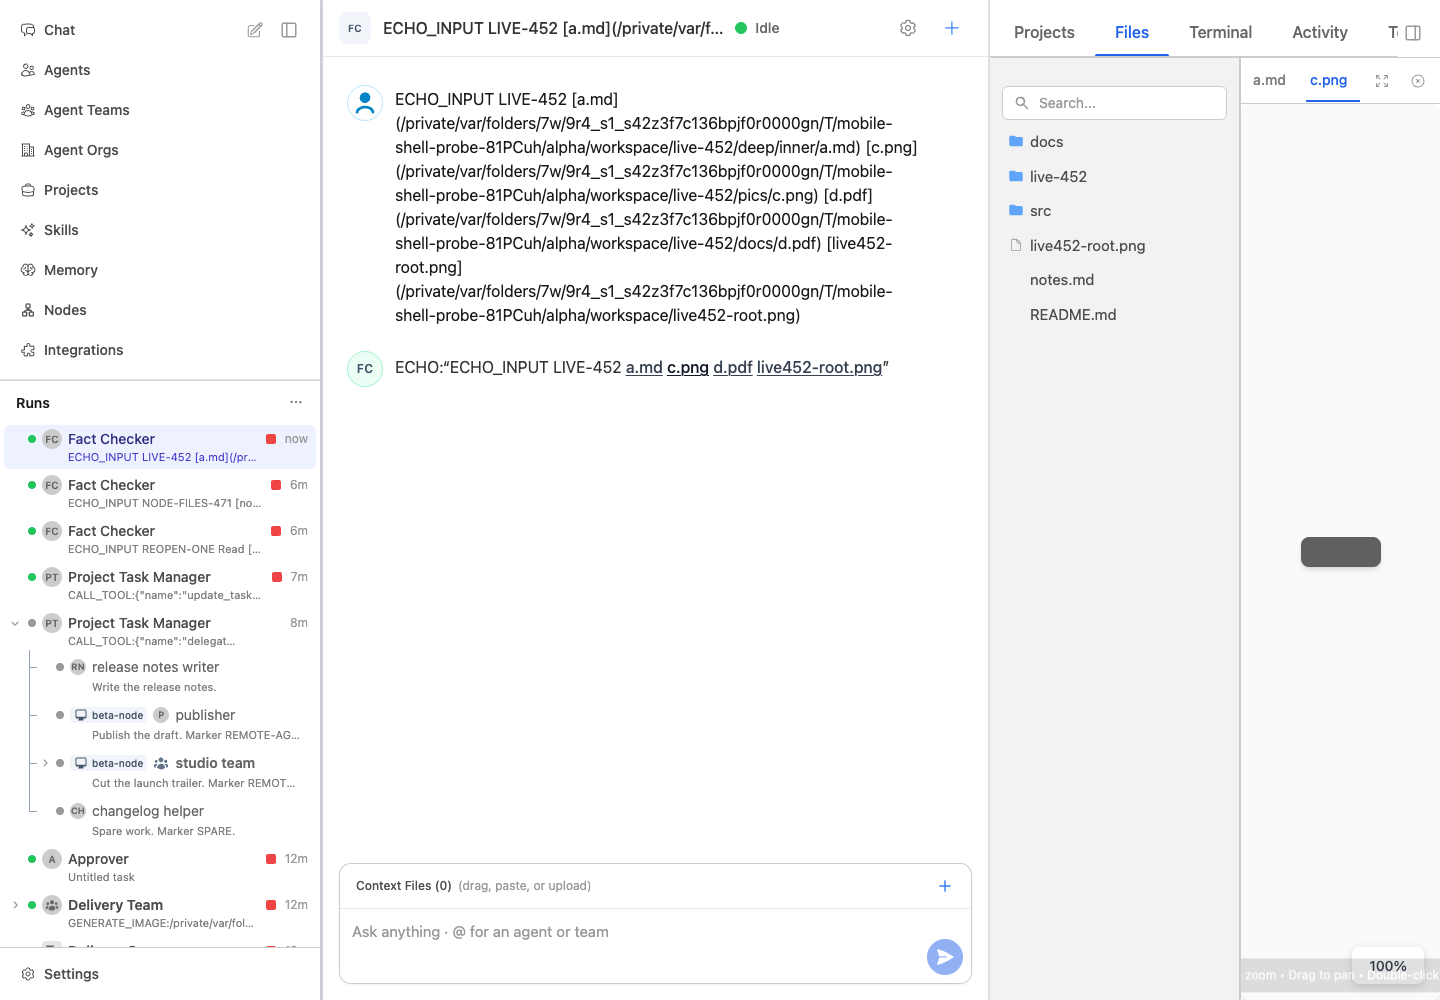 Chat
Agents
Agent Teams
Agent Orgs
Projects
Skills
Memory
Nodes
Integrations
Runs
Fact Checker now
ECHO_INPUT LIVE-452 [a.md](/pr...
Fact Checker 6m
ECHO_INPUT NODE-FILES-471 [no...
Fact Checker 6m
ECHO_INPUT REOPEN-ONE Read [...
Project Task Manager 7m
CALL_TOOL:{"name":"update_task...
Project Task Manager 8m
CALL_TOOL:{"name":"delegat...
RN release notes writer
Write the release notes.
beta-node P publisher
Publish the draft. Marker REMOTE-AG...
beta-node studio team
Cut the launch trailer. Marker REMOT...
CH changelog helper
Spare work. Marker SPARE.
A Approver 12m
Untitled task
Delivery Team 12m
GENERATE_IMAGE:/private/var/fol...
Settings
FC ECHO_INPUT LIVE-452 [a.md](/private/var/f... Idle
ECHO_INPUT LIVE-452 [a.md]
(/private/var/folders/7w/9r4_s1_s42z3f7c136bpjf0r0000gn/T/mobile-
shell-probe-81PCuh/alpha/workspace/live-452/deep/inner/a.md) [c.png]
(/private/var/folders/7w/9r4_s1_s42z3f7c136bpjf0r0000gn/T/mobile-
shell-probe-81PCuh/alpha/workspace/live-452/pics/c.png) [d.pdf]
(/private/var/folders/7w/9r4_s1_s42z3f7c136bpjf0r0000gn/T/mobile-
shell-probe-81PCuh/alpha/workspace/live-452/docs/d.pdf) [live452-
root.png]
(/private/var/folders/7w/9r4_s1_s42z3f7c136bpjf0r0000gn/T/mobile-
shell-probe-81PCuh/alpha/workspace/live452-root.png)
FC ECHO:“ECHO_INPUT LIVE-452 a.md c.png d.pdf live452-root.png”
Context Files (0) (drag, paste, or upload)
Ask anything · @ for an agent or team
Projects Files Terminal Activity
Search...
docs
live-452
src
live452-root.png
notes.md
README.md
a.md c.png
zoom • Drag to pan • Double-click
100%